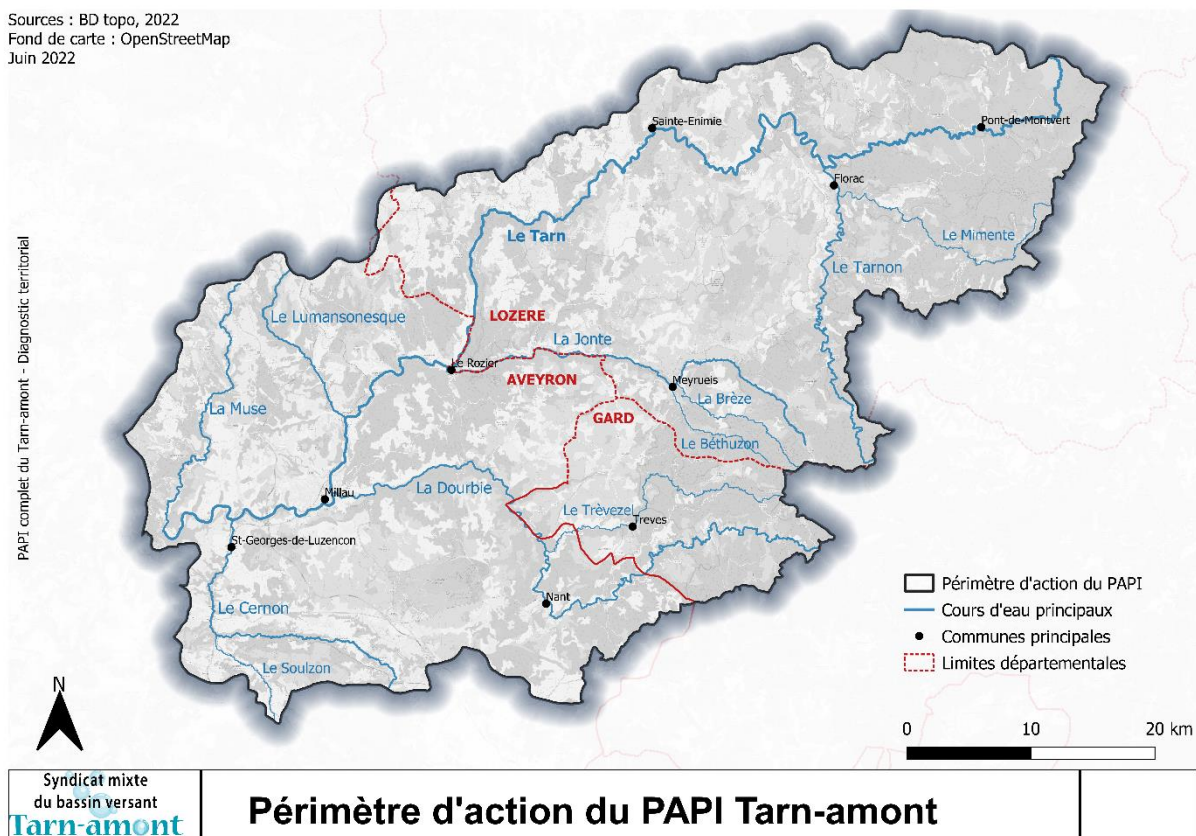 Sources : BD topo, 2022
Fond de carte : OpenStreetMap
Juin 2022
PAPI complet du Tarn-amont - Diagnostic territorial
Sainte-Enimie
Pont-de-Montvert
Florac
Le Mimente
Le Tarn
Le Tarnon
Le Lumansonesque
LOZERE
La Jonte
Le Rozier
AVEYRON
Meyrueis
La Brèze
La Muse
GARD
Le Béthuzon
Millau
La Dourbie
Le Trèvezel
Treves
St-Georges-de-Luzencon
Nant
Le Cernon
Le Soulzon
Périmètre d'action du PAPI
Cours d'eau principaux
Communes principales
Limites départementales
N
0 10 20 km
Syndicat mixte
du bassin versant
Tarn-amont
Périmètre d'action du PAPI Tarn-amont